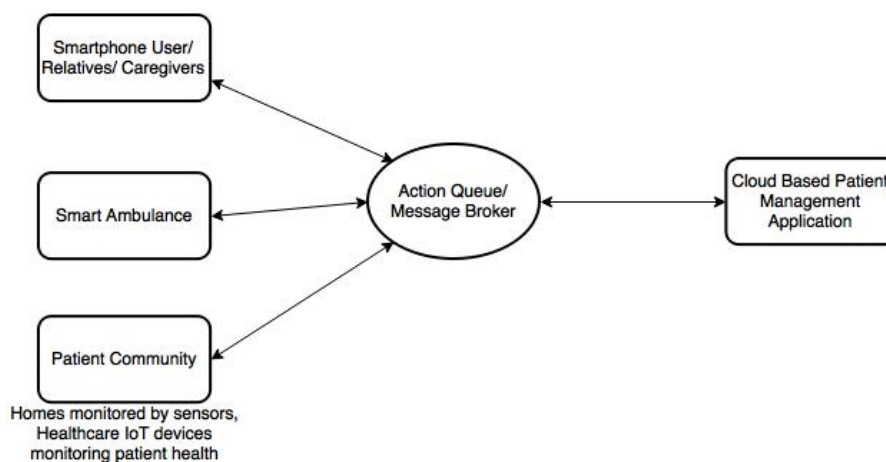 Smartphone User/
Relatives/ Caregivers
Smart Ambulance
Patient Community
Homes monitored by sensors,
Healthcare IoT devices
monitoring patient health
Action Queue/
Message Broker
Cloud Based Patient
Management
Application